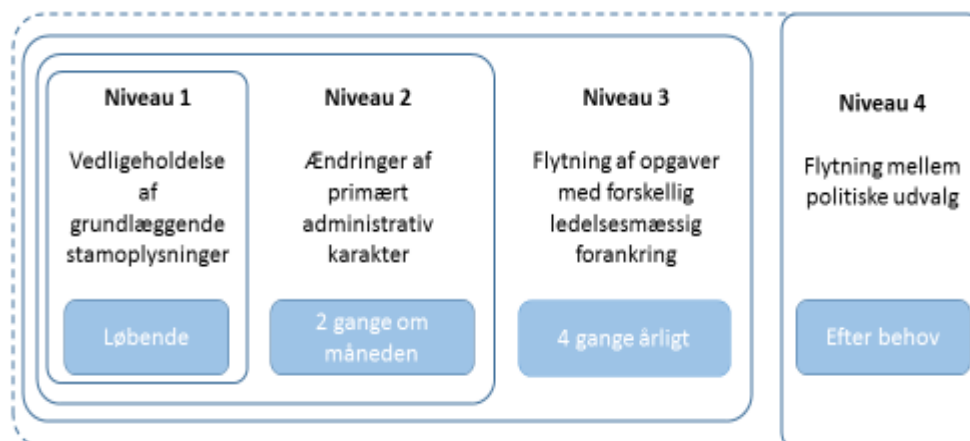 Niveau 1
Vedligeholdelse
af
grundlæggende
stamoplysninger
Løbende
Niveau 2
Ændringer af
primært
administrativ
karakter
2 gange om
måneden
Niveau 3
Flytning af opgaver
med forskellig
ledelsesmæssig
forankring
4 gange årligt
Niveau 4
Flytning mellem
politiske udvalg
Efter behov